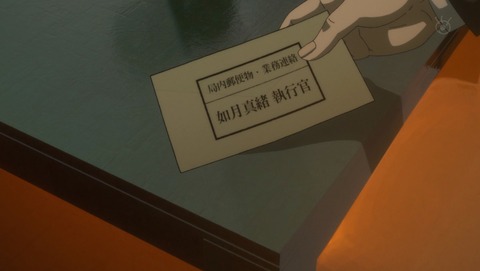 局内郵便物・業務連絡
如月真緒 執行官